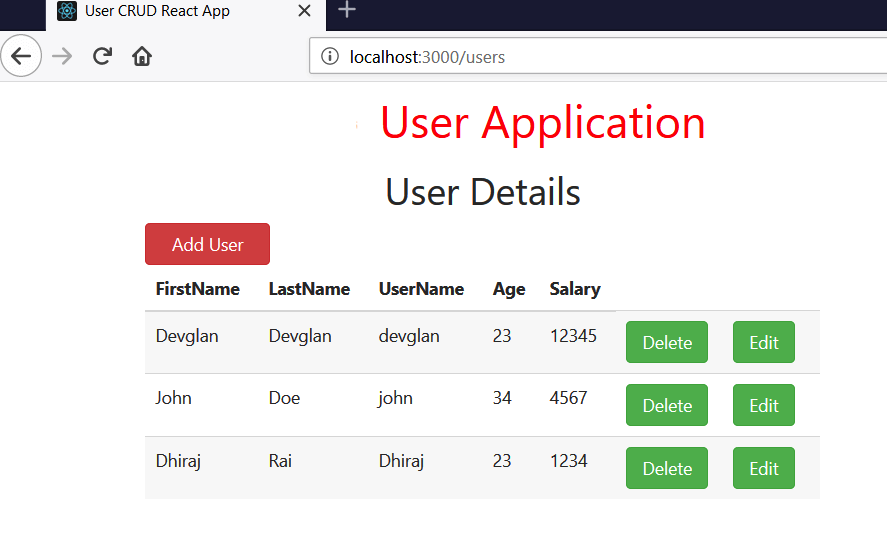 User CRUD React App
localhost:3000/users
User Application
User Details
Add User
FirstName LastName UserName Age Salary
Devglan Devglan devglan 23 12345 Delete Edit
John Doe john 34 4567 Delete Edit
Dhiraj Rai Dhiraj 23 1234 Delete Edit